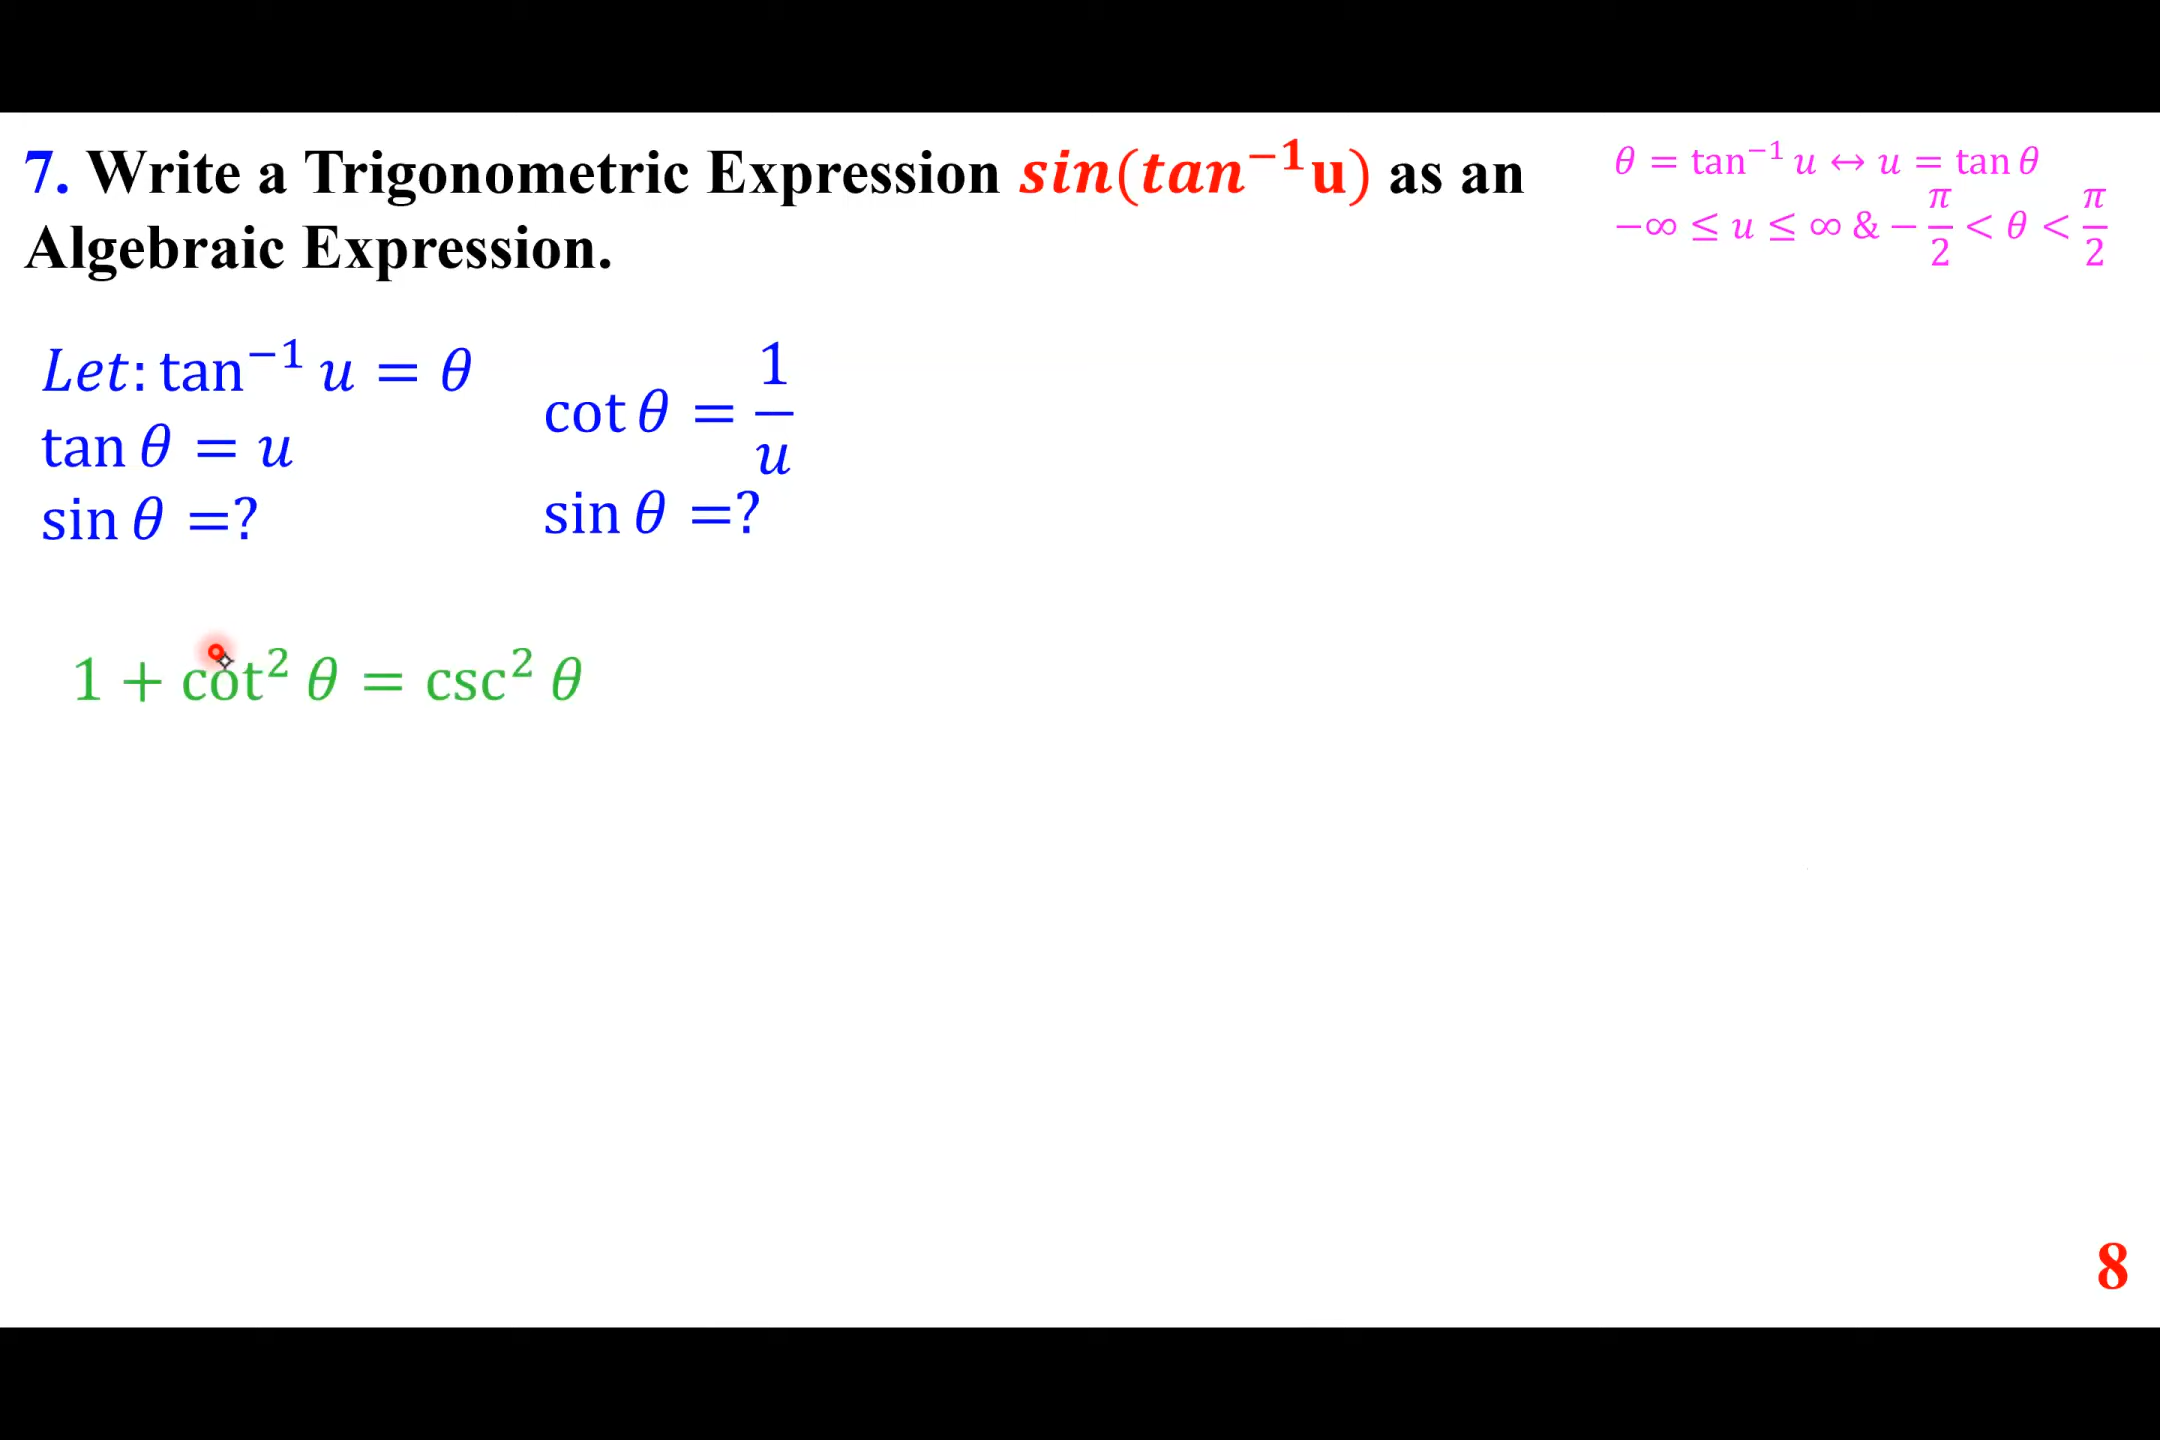 7. Write a Trigonometric Expression sin(tan⁻¹u) as an
Algebraic Expression.
θ = tan⁻¹ u ↔ u = tan θ
−∞ ≤ u ≤ ∞ & − π/2 < θ < π/2
Let: tan⁻¹ u = θ
tan θ = u
sin θ =?
cot θ = 1/u
sin θ =?
1 + cot² θ = csc² θ
8